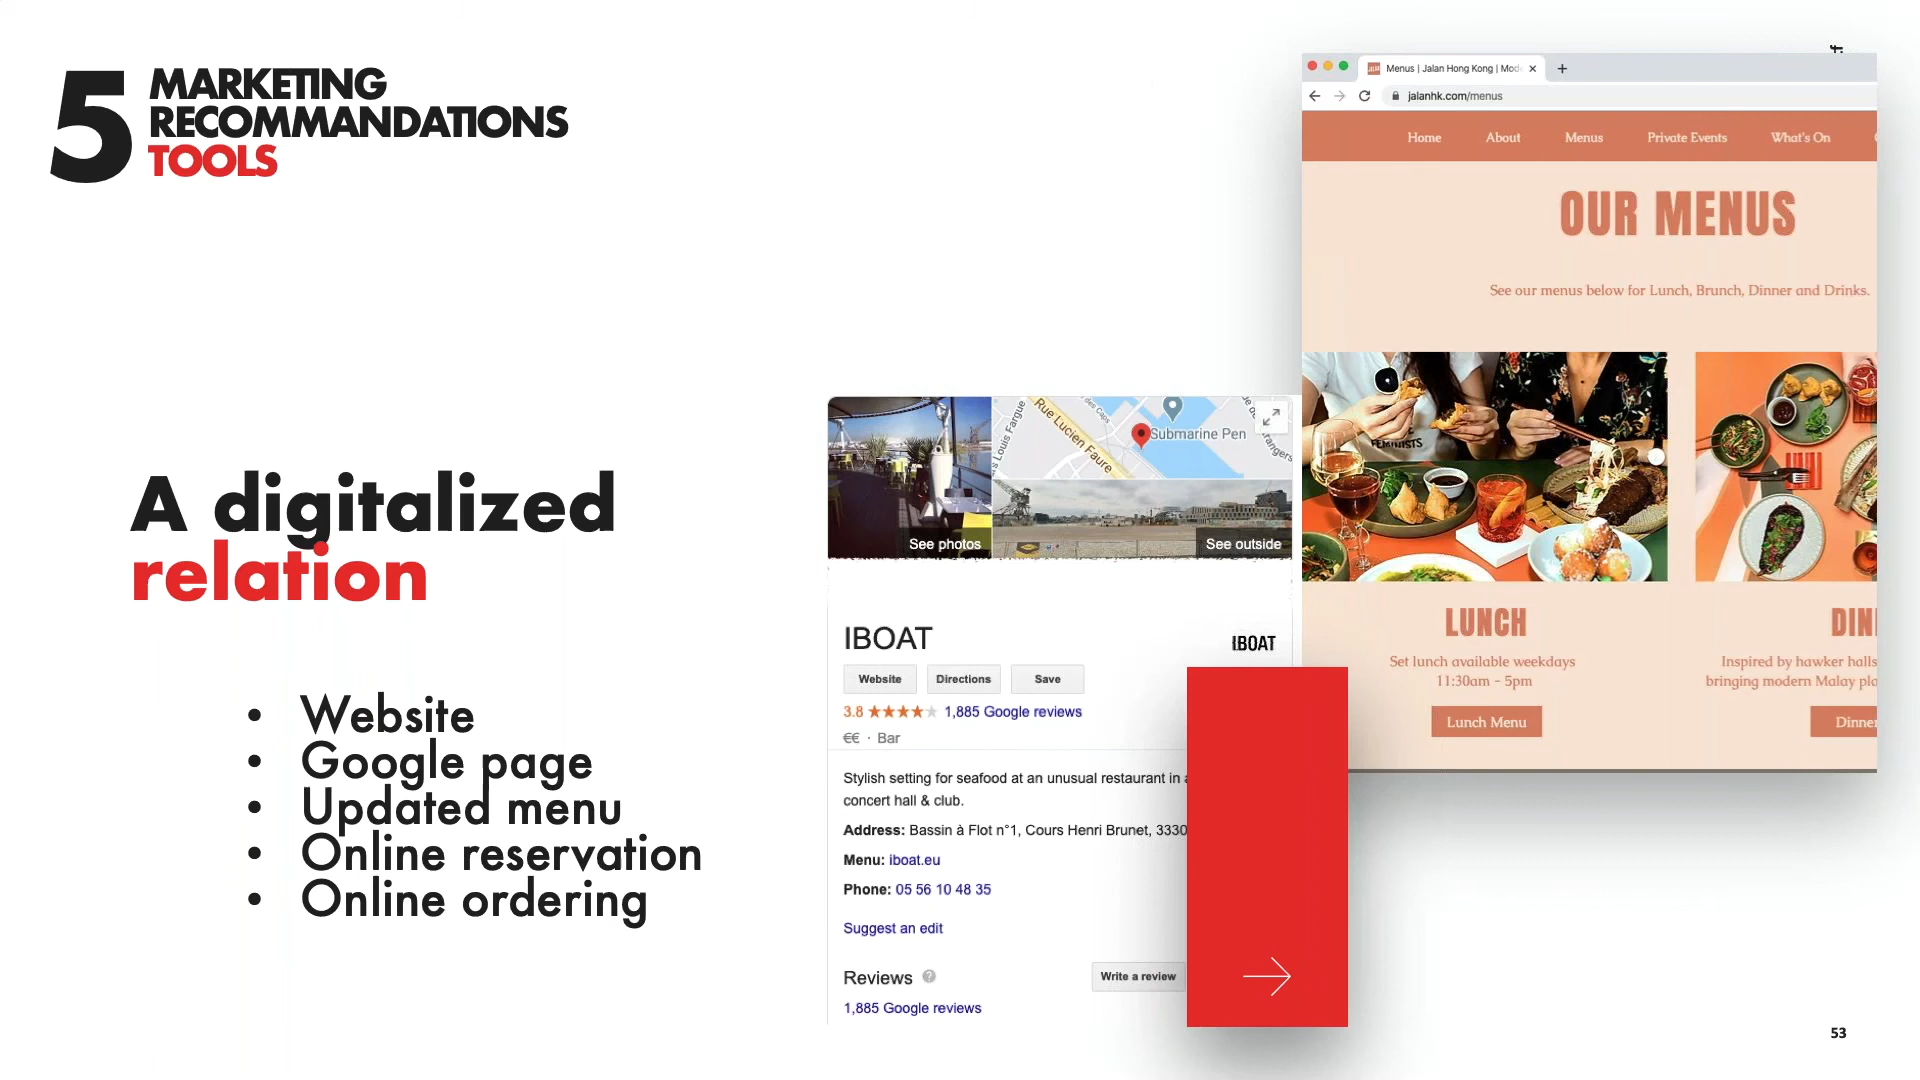 5
MARKETING
RECOMMANDATIONS
TOOLS
A digitalized
relation
• Website
• Google page
• Updated menu
• Online reservation
• Online ordering
See photos
Rue Lucien Faure
Submarine Pen
See outside
IBOAT
IBOAT
Website
Directions
Save
3.8 ★★★★★ 1,885 Google reviews
€€ · Bar
Stylish setting for seafood at an unusual restaurant in
concert hall & club.
Address: Bassin à Flot n°1, Cours Henri Brunet, 3330
Menu: iboat.eu
Phone: 05 56 10 48 35
Suggest an edit
Reviews
Write a review
1,885 Google reviews
Menus | Jalan Hong Kong | Mod
jalanhk.com/menus
Home
About
Menus
Private Events
What's On
OUR MENUS
See our menus below for Lunch, Brunch, Dinner and Drinks.
FEMINISTS
LUNCH
Set lunch available weekdays
11:30am - 5pm
Lunch Menu
DIN
Inspired by hawker halls
bringing modern Malay pla
Dinner
53